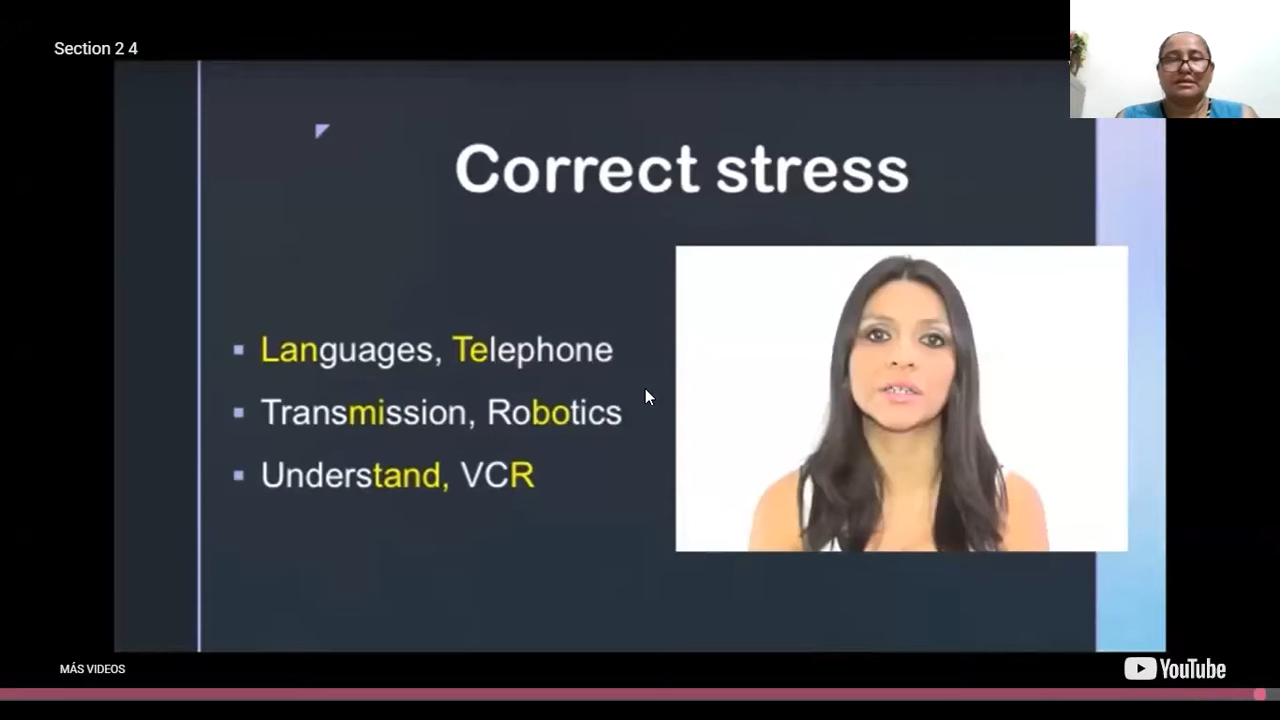 Section 2 4
Correct stress
Languages, Telephone
Transmission, Robotics
Understand, VCR
MÁS VIDEOS
YouTube